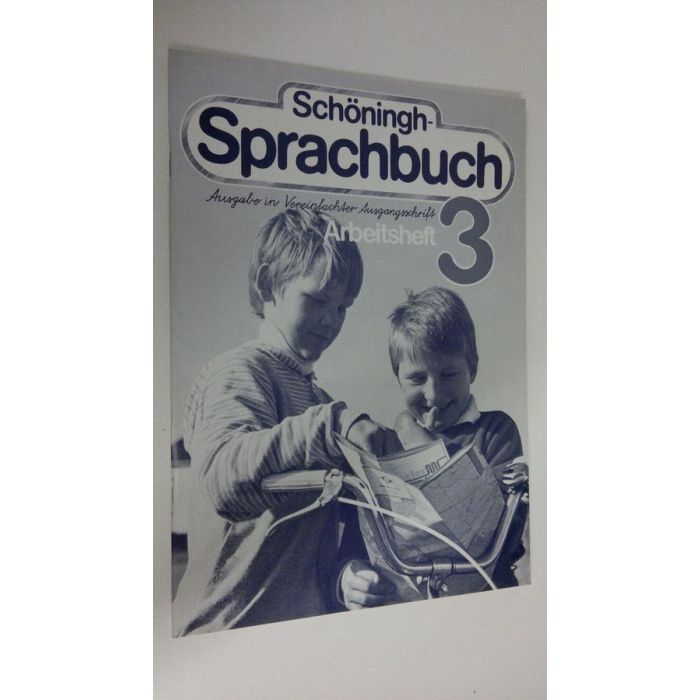 Schöningh-
Sprachbuch
Ausgabe in Vereinfachter Ausgangsschrift
Arbeitsheft 3